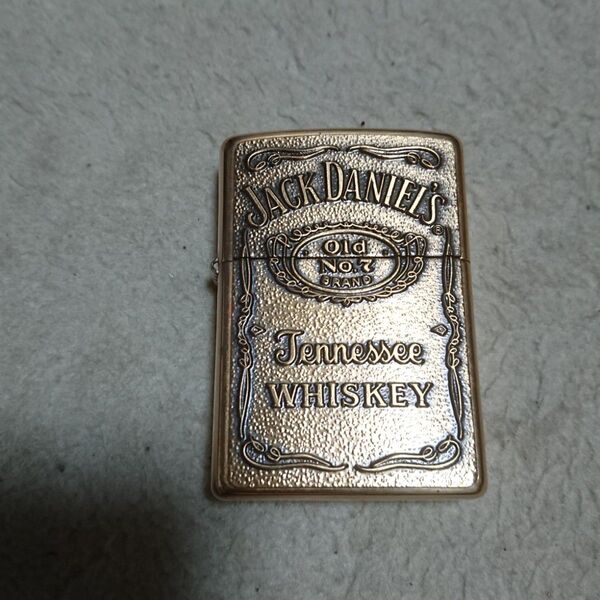 JACK DANIEL'S ®
Old
No.7
BRAND
Tennessee
WHISKEY